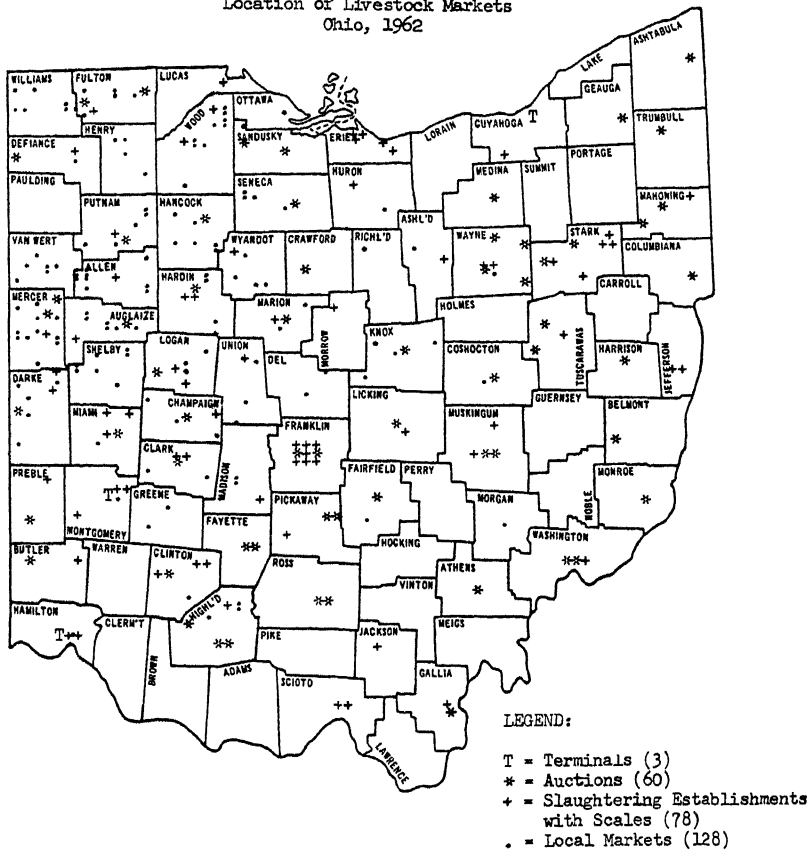 Location of Livestock Markets
Ohio, 1962
ASHTABULA
LAKE
WILLIAMS
FULTON
LUCAS
GEAUGA
OTTAWA
WOOD
CUYAHOGA
T
TRUMBULL
LORAIN
HENRY
SANDUSKY
ERIE
DEFIANCE
PORTAGE
PAULDING
SENECA
HURON
MEDINA
SUMMIT
PUTNAM
HANCOCK
MAHONING
ASHL'D
VAN WERT
WYANDOT
CRAWFORD
RICHL'D
WAYNE
STARK
COLUMBIANA
ALLEN
HARDIN
CARROLL
MERCER
MARION
HOLMES
AUGLAIZE
KNOX
LOGAN
UNION
MORROW
COSHOCTON
TUSCARAWAS
HARRISON
JEFFERSON
SHELBY
DEL
DARKE
LICKING
GUERNSEY
CHAMPAIGN
MUSKINGUM
BELMONT
MIAMI
FRANKLIN
CLARK
MADISON
FAIRFIELD
PERRY
PREBLE
MONROE
T
GREENE
PICKAWAY
MORGAN
NOBLE
FAYETTE
MONTGOMERY
WASHINGTON
HOCKING
BUTLER
WARREN
CLINTON
ROSS
ATHENS
VINTON
HAMILTON
HIGHL'D
CLERM'T
MEIGS
T
PIKE
JACKSON
BROWN
ADAMS
SCIOTO
GALLIA
LAWRENCE
LEGEND:
T = Terminals (3)
* = Auctions (60)
+ = Slaughtering Establishments
with Scales (78)
. = Local Markets (128)